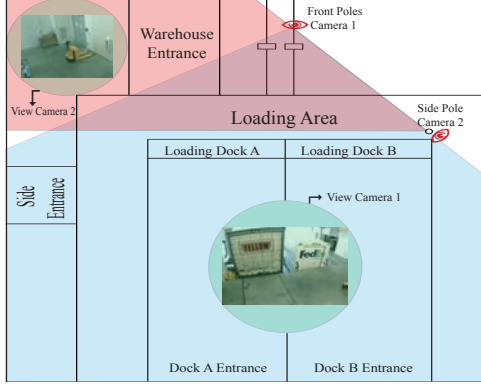 Front Poles
Camera 1
Warehouse
Entrance
View Camera 2
Side Pole
Camera 2
Loading Area
Loading Dock A
Loading Dock B
Side
Entrance
View Camera 1
YELLOW
FedEx
Dock A Entrance
Dock B Entrance